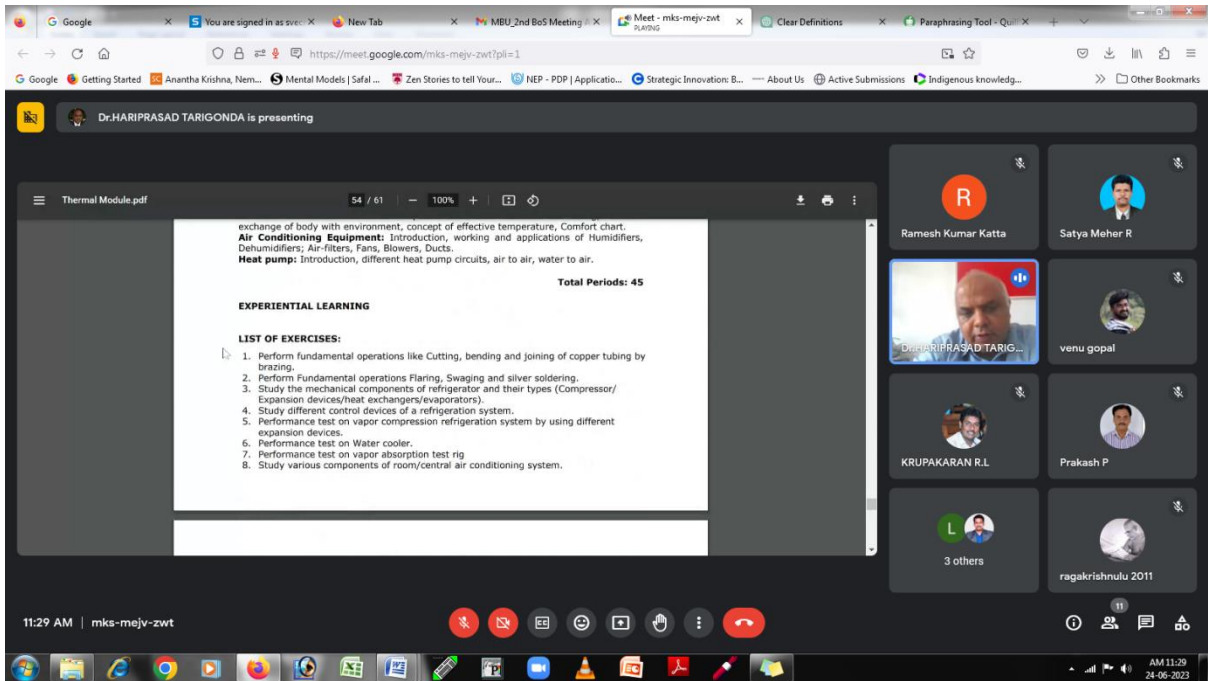 G Google
S You are signed in as svec
New Tab
M MBU_2nd BoS Meeting
Meet - mks-mejv-zwt
PLAYING
Clear Definitions
Paraphrasing Tool - Quil
https://meet.google.com/mks-mejv-zwt?pli=1
G Google
Getting Started
SC Anantha Krishna, Nem...
Mental Models | Safal ...
Zen Stories to tell Your...
NEP - PDP | Applicatio...
Strategic Innovation: B...
About Us
Active Submissions
Indigenous knowledg...
Other Bookmarks
Dr.HARIPRASAD TARIGONDA is presenting
Thermal Module.pdf
54 / 61
100%
exchange of body with environment, concept of effective temperature, Comfort chart.
Air Conditioning Equipment: Introduction, working and applications of Humidifiers,
Dehumidifiers; Air-filters, Fans, Blowers, Ducts.
Heat pump: Introduction, different heat pump circuits, air to air, water to air.
Total Periods: 45
EXPERIENTIAL LEARNING
LIST OF EXERCISES:
1. Perform fundamental operations like Cutting, bending and joining of copper tubing by
brazing.
2. Perform Fundamental operations Flaring, Swaging and silver soldering.
3. Study the mechanical components of refrigerator and their types (Compressor/
Expansion devices/heat exchangers/evaporators).
4. Study different control devices of a refrigeration system.
5. Performance test on vapor compression refrigeration system by using different
expansion devices.
6. Performance test on Water cooler.
7. Performance test on vapor absorption test rig
8. Study various components of room/central air conditioning system.
R
Ramesh Kumar Katta
Satya Meher R
Dr.HARIPRASAD TARIG...
venu gopal
KRUPAKARAN R.L
Prakash P
L
3 others
ragakrishnulu 2011
11:29 AM | mks-mejv-zwt
11
AM 11:29
24-06-2023